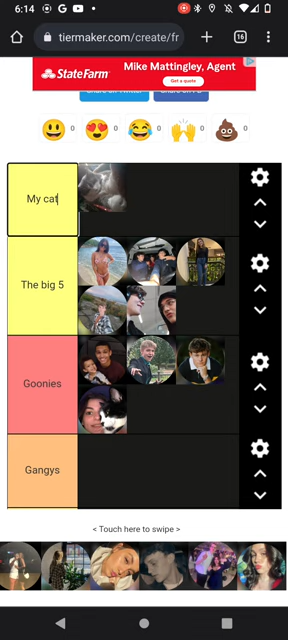 6:14
tiermaker.com/create/fr
16
State Farm
Mike Mattingley, Agent
Get a quote
0
0
0
0
0
My cat
The big 5
Goonies
Gangys
< Touch here to swipe >